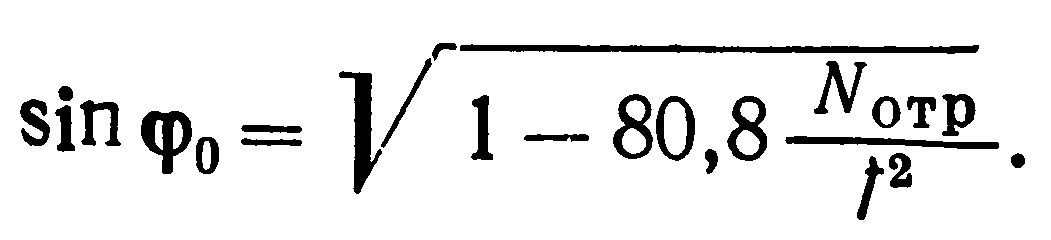 sin φ₀ = √(1 − 80,8 N_отр / f²).